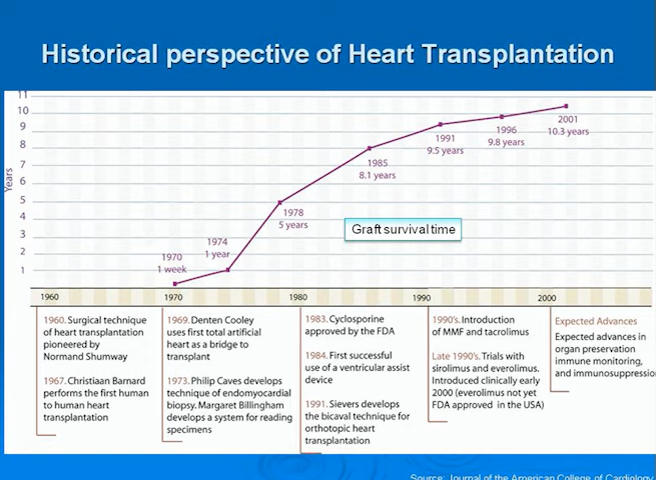 Historical perspective of Heart Transplantation
11
10
9
8
7
6
5
4
3
2
1
Years
1970
1 week
1974
1 year
1978
5 years
1985
8.1 years
1991
9.5 years
1996
9.8 years
2001
10.3 years
Graft survival time
1960
1970
1980
1990
2000
1960. Surgical technique
of heart transplantation
pioneered by
Normand Shumway
1967. Christiaan Barnard
performs the first human
to human heart
transplantation
1969. Denten Cooley
uses first total artificial
heart as a bridge to
transplant
1973. Philip Caves develops
technique of endomyocardial
biopsy. Margaret Billingham
develops a system for reading
specimens
1983. Cyclosporine
approved by the FDA
1984. First successful
use of a ventricular assist
device
1991. Sievers develops
the bicaval technique for
orthotopic heart
transplantation
1990's. Introduction
of MMF and tacrolimus
Late 1990's. Trials with
sirolimus and everolimus.
Introduced clinically early
2000 (everolimus not yet
FDA approved in the USA)
Expected Advances
Expected advances in
organ preservation
immune monitoring,
and immunosuppressio
Source: Journal of the American College of Cardiology